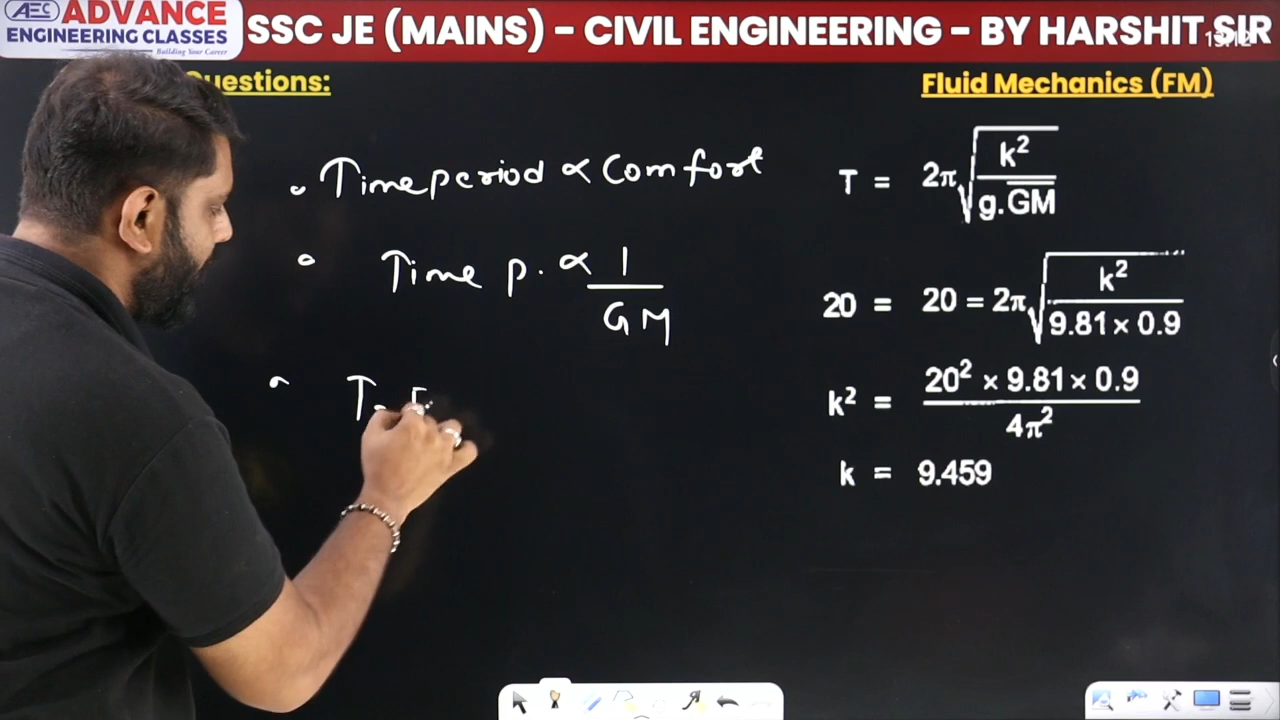 AEC ADVANCE
ENGINEERING CLASSES
Building Your Career
SSC JE (MAINS) - CIVIL ENGINEERING - BY HARSHIT SIR
Questions:
Fluid Mechanics (FM)
• Time period ∝ Comfort
• Time p. ∝ 1/GM
• To
T = 2π√(k²/g.GM)
20 = 20 = 2π√(k²/9.81 × 0.9)
k² = 20² × 9.81 × 0.9/4π²
k = 9.459